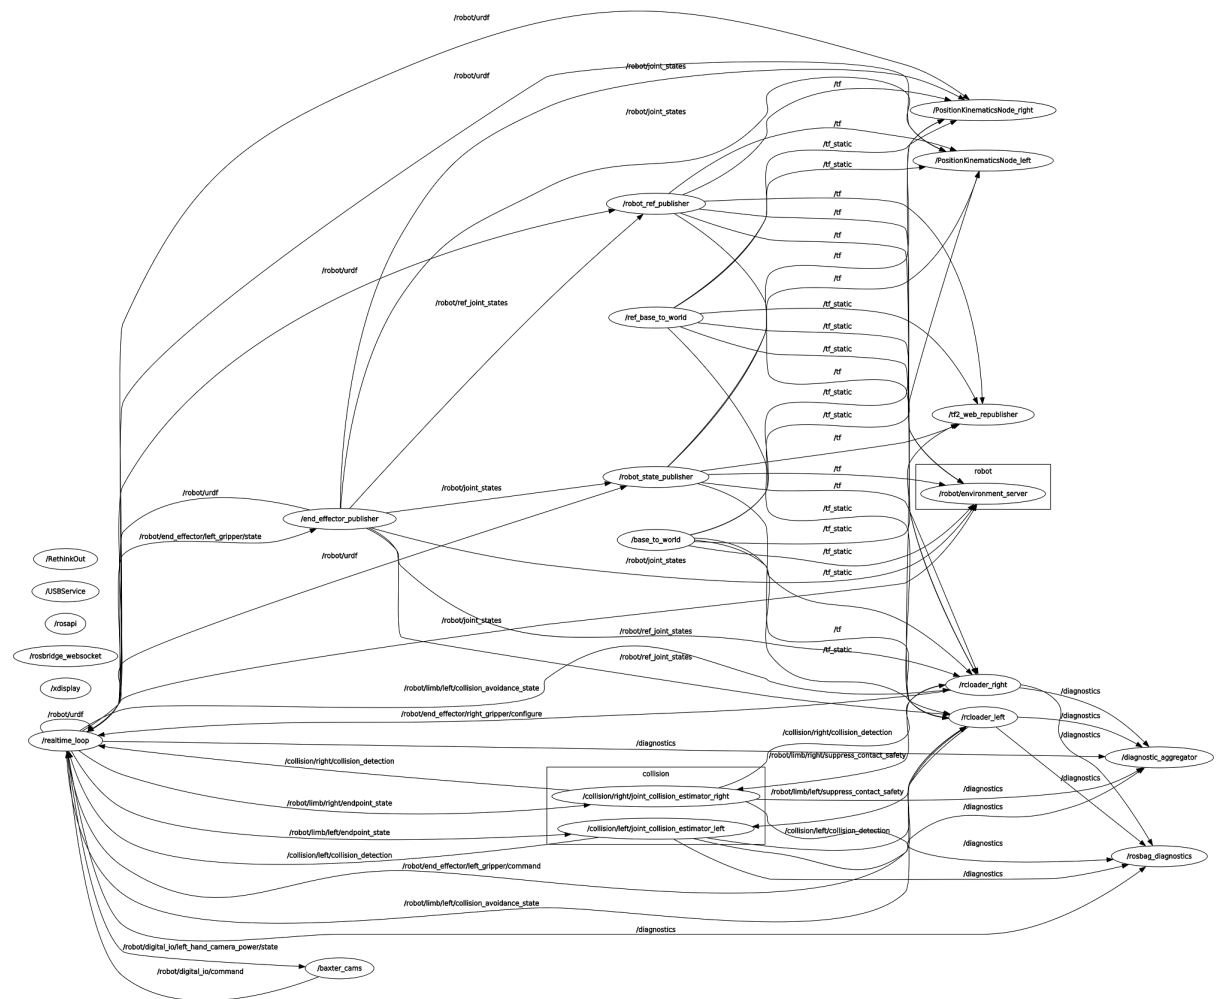 /robot/urdf
/robot/joint_states
/robot/urdf
/tf
/PositionKinematicsNode_right
/robot/joint_states
/tf
/tf_static
/PositionKinematicsNode_left
/tf_static
/tf
/robot_ref_publisher
/tf
/tf
/tf
/robot/urdf
/tf
/robot/ref_joint_states
/tf_static
/ref_base_to_world
/tf_static
/tf_static
/tf
/tf_static
/tf_static
/tf2_web_republisher
/tf
/tf
robot
/robot_state_publisher
/robot/joint_states
/tf
/robot/urdf
/robot/environment_server
/tf_static
/end_effector_publisher
/tf_static
/robot/end_effector/left_gripper/state
/base_to_world
/tf_static
/robot/urdf
/RethinkOut
/robot/joint_states
/tf_static
/USBService
/robot/joint_states
/rosapi
/robot/ref_joint_states
/tf
/tf_static
/rosbridge_websocket
/robot/ref_joint_states
/xdisplay
/robot/limb/left/collision_avoidance_state
/rcloader_right
/diagnostics
/robot/urdf
/robot/end_effector/right_gripper/configure
/rcloader_left
/diagnostics
/collision/right/collision_detection
/diagnostics
/realtime_loop
/diagnostics
/robot/limb/right/suppress_contact_safety
/diagnostic_aggregator
/collision/right/collision_detection
collision
/diagnostics
/robot/limb/left/suppress_contact_safety
/diagnostics
/collision/right/joint_collision_estimator_right
/robot/limb/right/endpoint_state
/diagnostics
/collision/left/joint_collision_estimator_left
/robot/limb/left/endpoint_state
/collision/left/collision_detection
/diagnostics
/collision/left/collision_detection
/rosbag_diagnostics
/robot/end_effector/left_gripper/command
/diagnostics
/robot/limb/left/collision_avoidance_state
/diagnostics
/robot/digital_io/left_hand_camera_power/state
/robot/digital_io/command
/baxter_cams